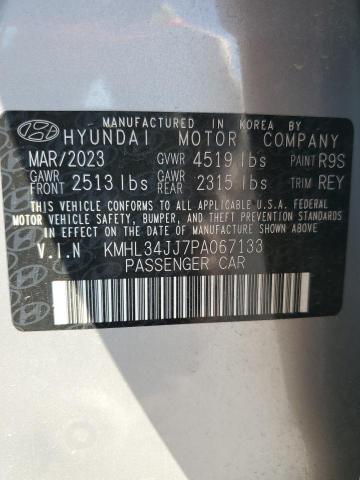 MANUFACTURED IN KOREA BY
HYUNDAI MOTOR COMPANY
MAR/2023 GVWR 4519 lbs PAINT R9S
GAWR FRONT 2513 lbs GAWR REAR 2315 lbs TRIM REY
THIS VEHICLE CONFORMS TO ALL APPLICABLE U.S.A FEDERAL MOTOR
VEHICLE SAFETY, BUMPER, AND THEFT PREVENTION STANDARDS
IN EFFECT ON THE DATE OF MANUFACTURE SHOWN ABOVE.
V.I.N KMHL34JJ7PA067133
PASSENGER CAR